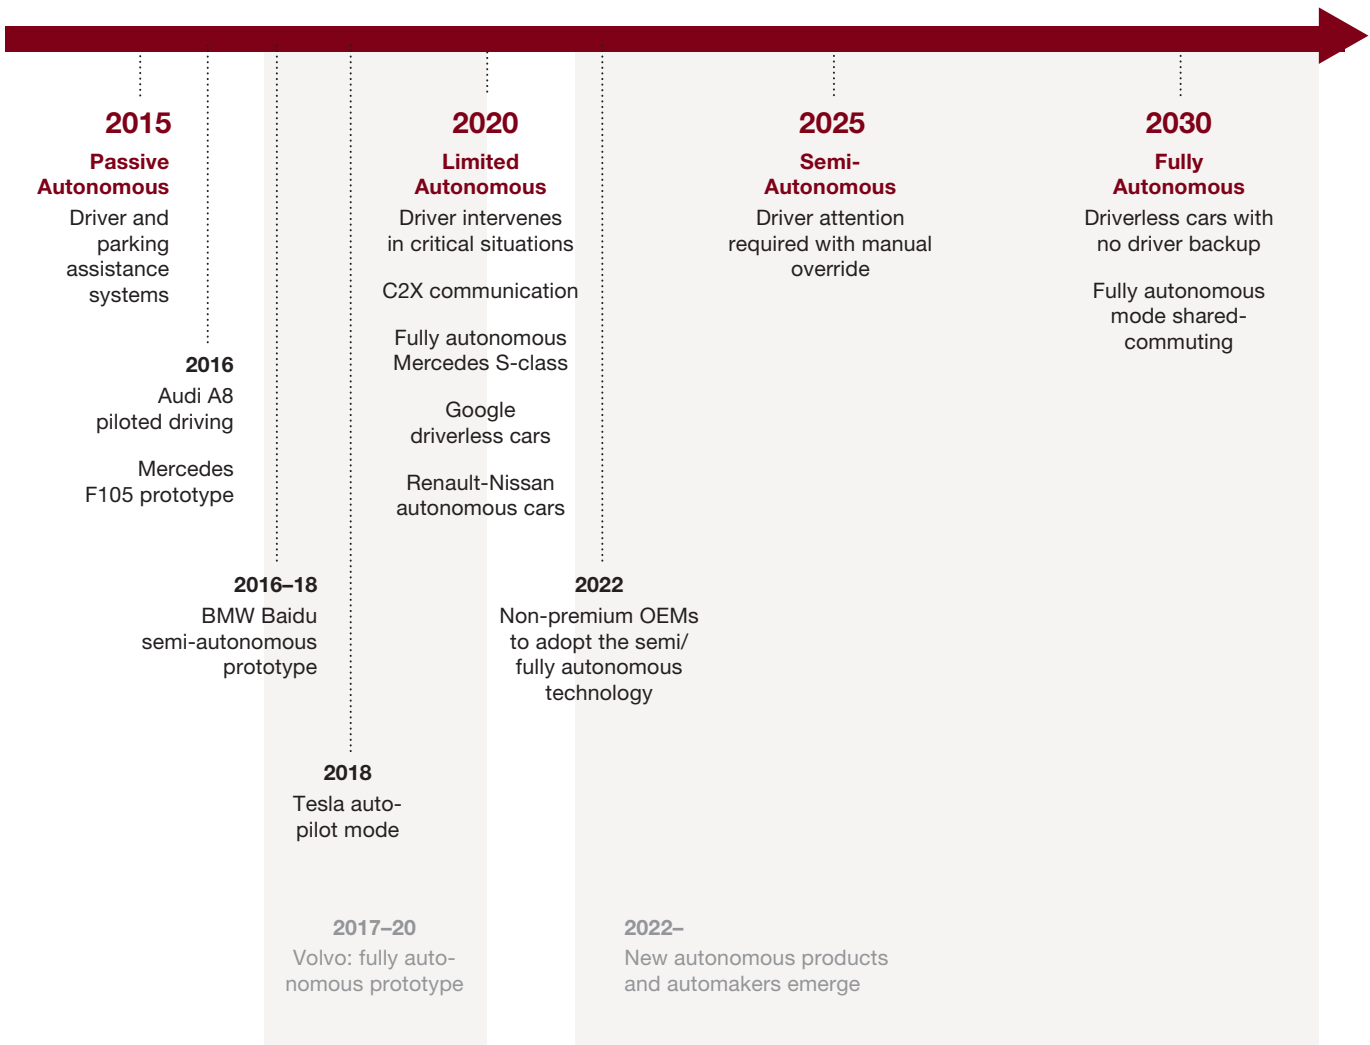 2015
Passive
Autonomous
Driver and
parking
assistance
systems
2016
Audi A8
piloted driving
Mercedes
F105 prototype
2016–18
BMW Baidu
semi-autonomous
prototype
2018
Tesla auto-
pilot mode
2017–20
Volvo: fully auto-
nomous prototype
2020
Limited
Autonomous
Driver intervenes
in critical situations
C2X communication
Fully autonomous
Mercedes S-class
Google
driverless cars
Renault-Nissan
autonomous cars
2022
Non-premium OEMs
to adopt the semi/
fully autonomous
technology
2022–
New autonomous products
and automakers emerge
2025
Semi-
Autonomous
Driver attention
required with manual
override
2030
Fully
Autonomous
Driverless cars with
no driver backup
Fully autonomous
mode shared-
commuting